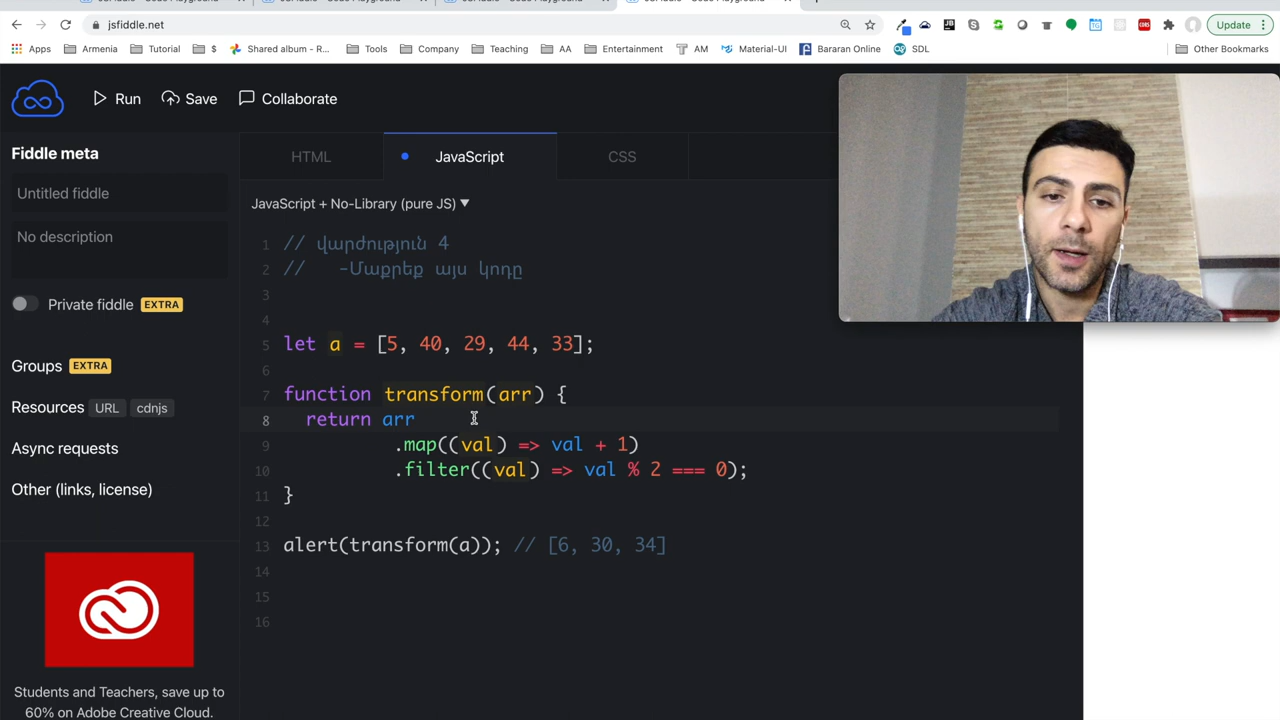 jsfiddle.net
Update
Apps
Armenia
Tutorial
$
Shared album - R...
Tools
Company
Teaching
AA
Entertainment
AM
Material-UI
Bararan Online
SDL
Other Bookmarks
Run
Save
Collaborate
Fiddle meta
Untitled fiddle
No description
Private fiddle EXTRA
Groups EXTRA
Resources URL cdnjs
Async requests
Other (links, license)
Students and Teachers, save up to
60% on Adobe Creative Cloud.
HTML
JavaScript
CSS
JavaScript + No-Library (pure JS) ▼
1 // վարժություն 4
2 //   -Մաքրեք այս կոդը
3
4
5 let a = [5, 40, 29, 44, 33];
6
7 function transform(arr) {
8   return arr
9           .map((val) => val + 1)
10           .filter((val) => val % 2 === 0);
11 }
12
13 alert(transform(a)); // [6, 30, 34]
14
15
16